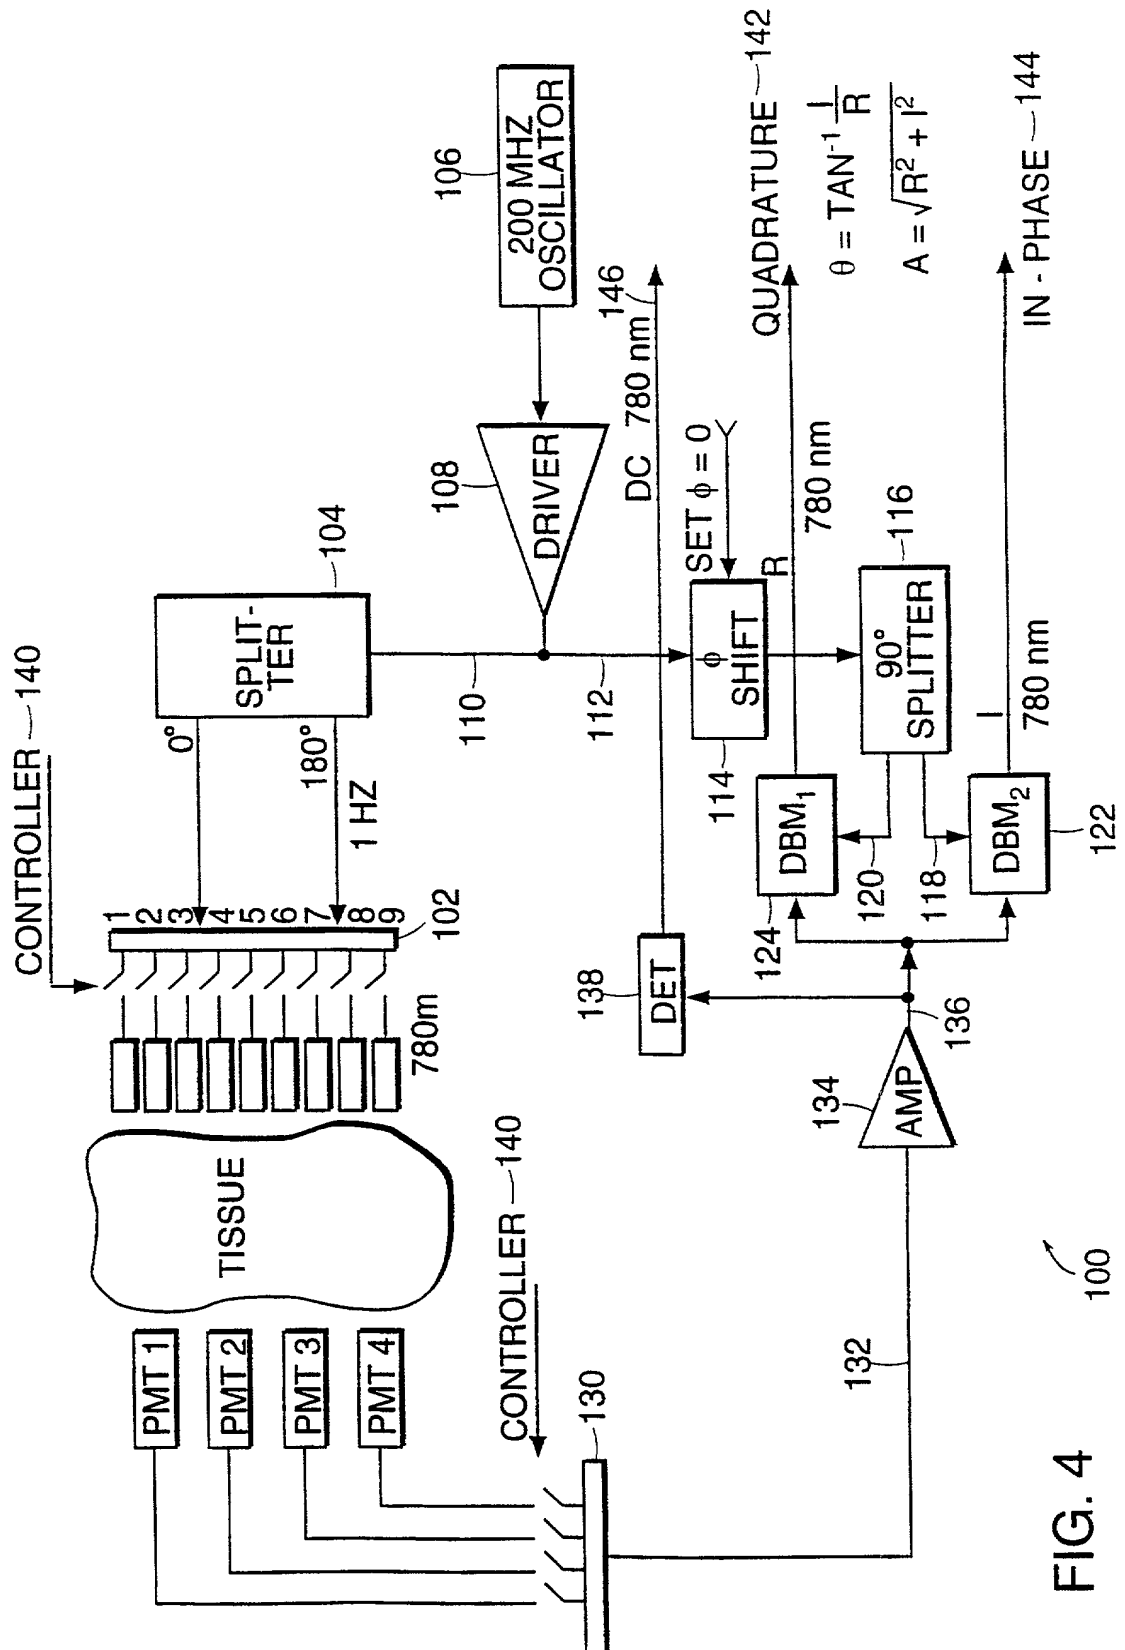 CONTROLLER 140
1
2
3
4
5
6
7
8
9
102
780m
0°
180°
1 HZ
SPLIT-
TER
104
110
112
108
DRIVER
106
200 MHZ
OSCILLATOR
TISSUE
PMT 1
PMT 2
PMT 3
PMT 4
CONTROLLER 140
130
132
134
AMP
136
138
DET
DC 780 nm
146
SET ϕ = 0
ϕ
SHIFT
114
R
780 nm
QUADRATURE 142
θ = TAN⁻¹ I/R
A = √R² + I²
124
DBM₁
120
118
90°
SPLITTER
116
DBM₂
122
I
780 nm
IN - PHASE 144
100
FIG. 4